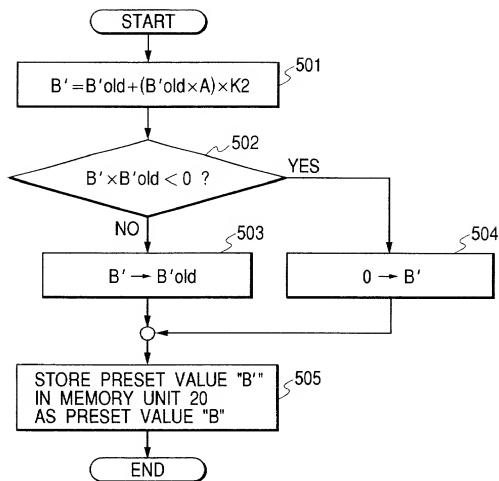 START
B'=B'old+(B'old×A)×K2
501
502
B'×B'old < 0 ?
YES
NO
503
B' → B'old
504
0 → B'
STORE PRESET VALUE "B'"
IN MEMORY UNIT 20
AS PRESET VALUE "B"
505
END